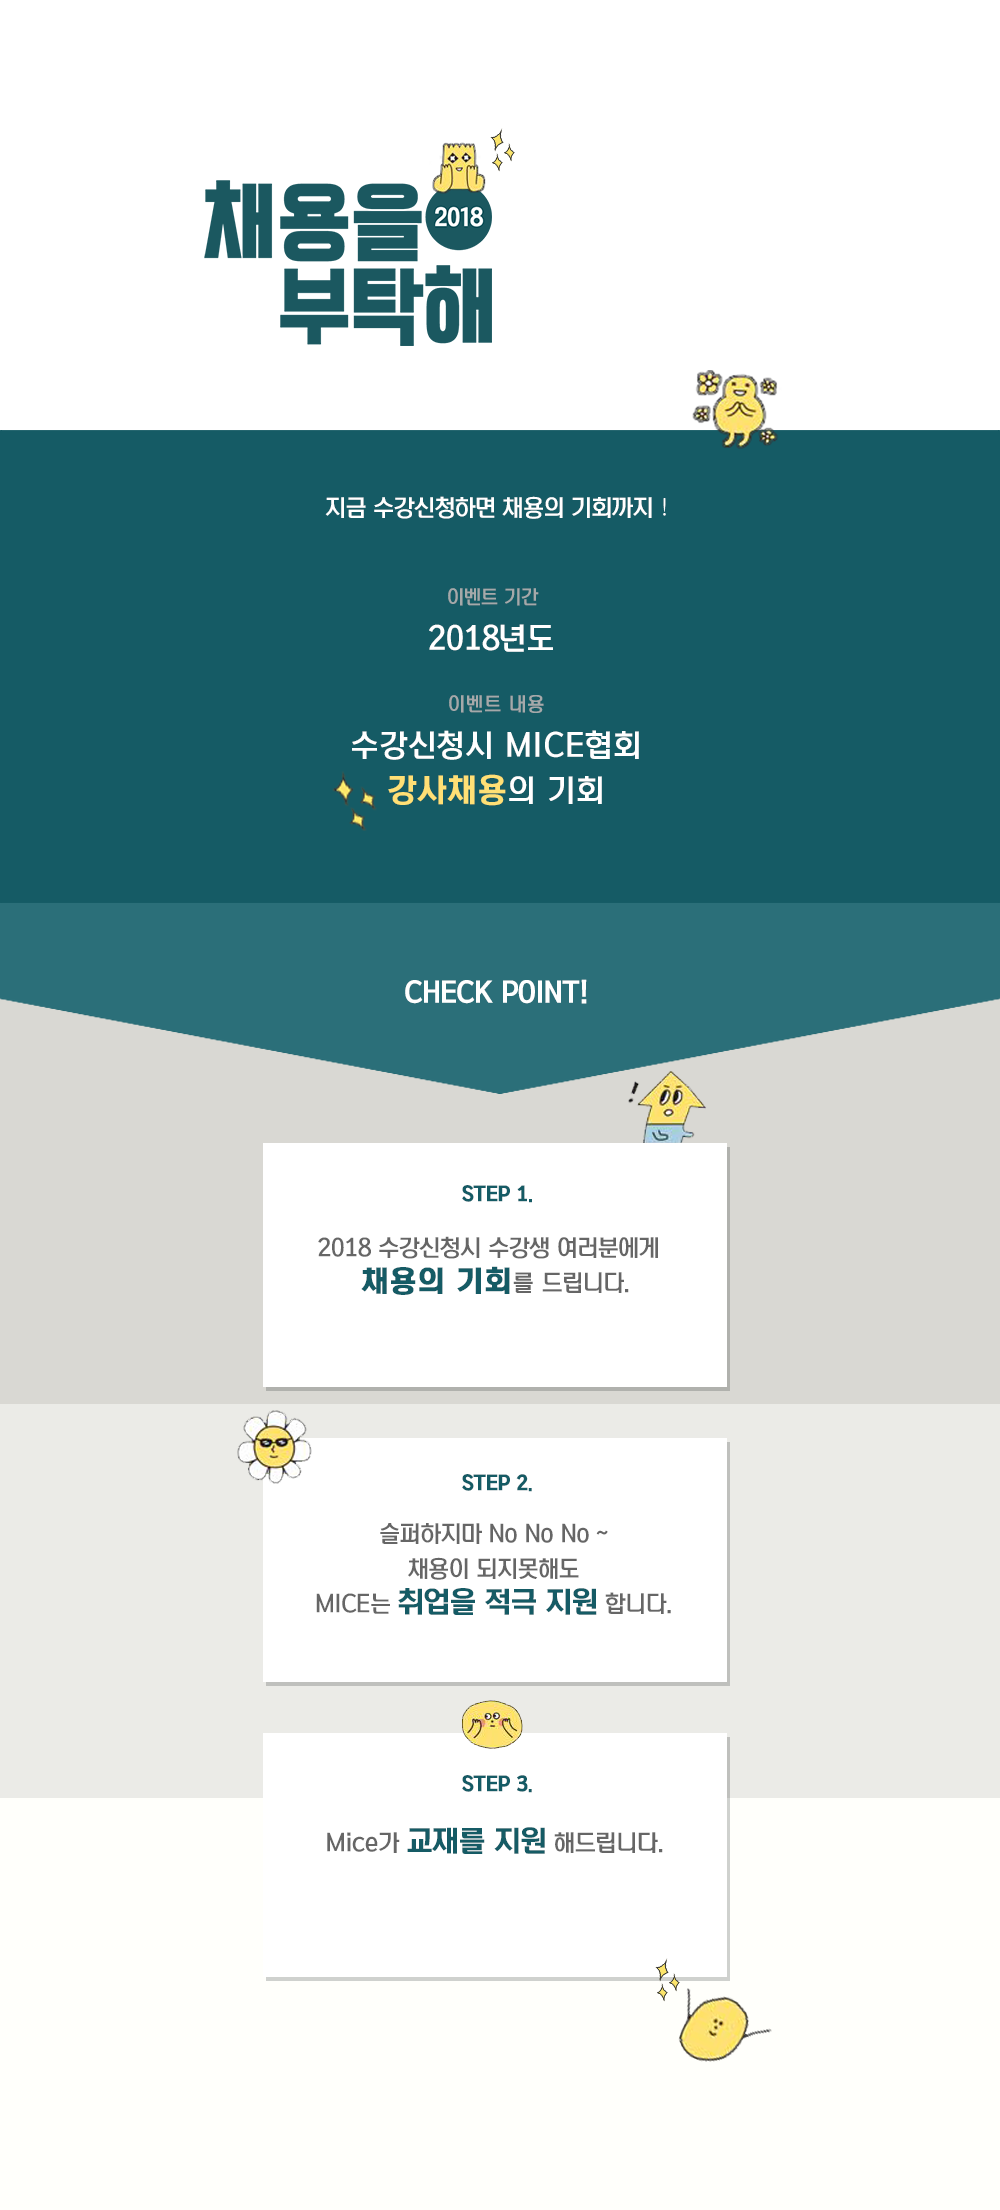 채용을 2018
부탁해
지금 수강신청하면 채용의 기회까지 !
이벤트 기간
2018년도
이벤트 내용
수강신청시 MICE협회
강사채용의 기회
CHECK POINT!
!
STEP 1.
2018 수강신청시 수강생 여러분에게
채용의 기회를 드립니다.
STEP 2.
슬퍼하지마 No No No ~
채용이 되지못해도
MICE는 취업을 적극 지원 합니다.
STEP 3.
Mice가 교재를 지원 해드립니다.